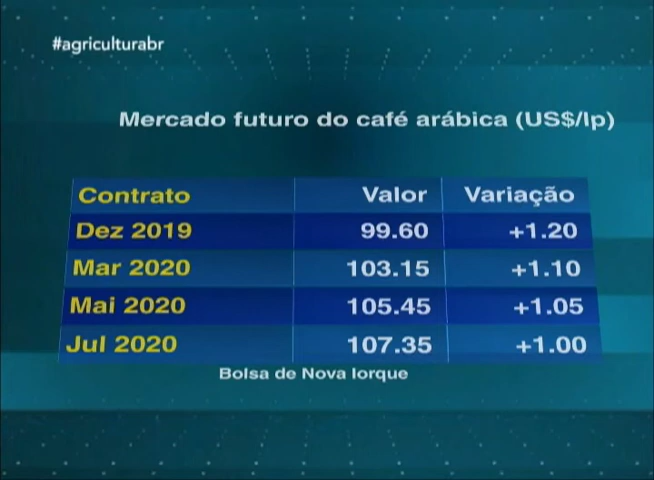 #agriculturabr
Mercado futuro do café arábica (US$/lp)
Contrato Valor Variação
Dez 2019 99.60 +1.20
Mar 2020 103.15 +1.10
Mai 2020 105.45 +1.05
Jul 2020 107.35 +1.00
Bolsa de Nova Iorque